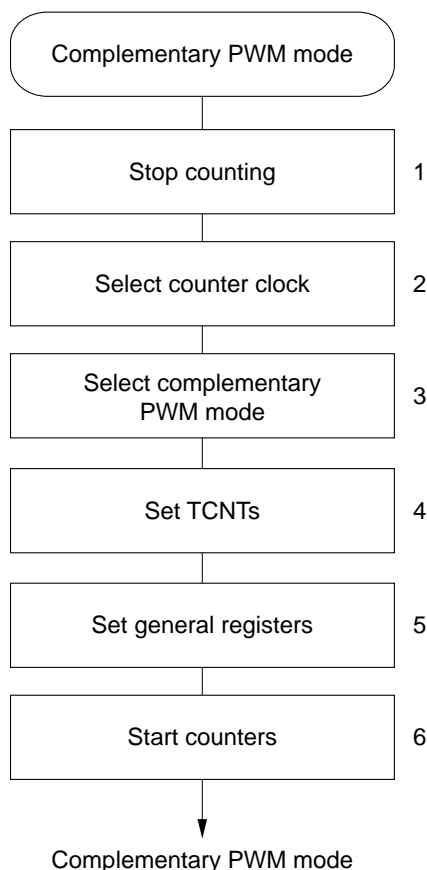 Complementary PWM mode
Stop counting 1
Select counter clock 2
Select complementary
PWM mode 3
Set TCNTs 4
Set general registers 5
Start counters 6
Complementary PWM mode